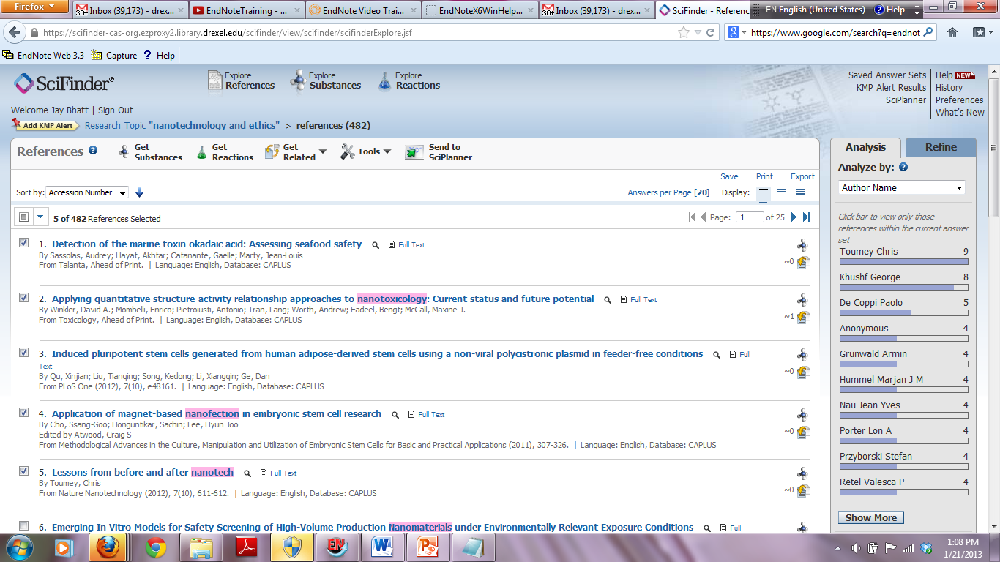 Firefox
Inbox (39,173) - drex...
EndNoteTraining - ...
EndNote Video Trai...
EndNoteX6WinHelp...
Inbox (39,173) - drex...
SciFinder - Referenc
EN English (United States)
Help
https://scifinder-cas-org.ezproxy2.library.drexel.edu/scifinder/view/scifinder/scifinderExplore.jsf
https://www.google.com/search?q=endnot
EndNote Web 3.3
Capture
? Help
SciFinder®
Explore References
Explore Substances
Explore Reactions
Saved Answer Sets
KMP Alert Results
SciPlanner
Help NEW
History
Preferences
What's New
Welcome Jay Bhatt | Sign Out
Add KMP Alert
Research Topic "nanotechnology and ethics" > references (482)
References ?
Get Substances
Get Reactions
Get Related
Tools
Send to SciPlanner
Save Print Export
Sort by: Accession Number
Answers per Page [20] Display:
5 of 482 References Selected
Page: 1 of 25
1. Detection of the marine toxin okadaic acid: Assessing seafood safety Full Text
By Sassolas, Audrey; Hayat, Akhtar; Catanante, Gaelle; Marty, Jean-Louis
From Talanta, Ahead of Print. | Language: English, Database: CAPLUS
~0
2. Applying quantitative structure-activity relationship approaches to nanotoxicology: Current status and future potential Full Text
By Winkler, David A.; Mombelli, Enrico; Pietroiusti, Antonio; Tran, Lang; Worth, Andrew; Fadeel, Bengt; McCall, Maxine J.
From Toxicology, Ahead of Print. | Language: English, Database: CAPLUS
~1
3. Induced pluripotent stem cells generated from human adipose-derived stem cells using a non-viral polycistronic plasmid in feeder-free conditions Full
Text
By Qu, Xinjian; Liu, Tianqing; Song, Kedong; Li, Xiangqin; Ge, Dan
From PLoS One (2012), 7(10), e48161. | Language: English, Database: CAPLUS
~0
4. Application of magnet-based nanofection in embryonic stem cell research Full Text
By Cho, Ssang-Goo; Honguntikar, Sachin; Lee, Hyun Joo
Edited by Atwood, Craig S
From Methodological Advances in the Culture, Manipulation and Utilization of Embryonic Stem Cells for Basic and Practical Applications (2011), 307-326. | Language: English, Database: CAPLUS
~0
5. Lessons from before and after nanotech Full Text
By Toumey, Chris
From Nature Nanotechnology (2012), 7(10), 611-612. | Language: English, Database: CAPLUS
~0
6. Emerging In Vitro Models for Safety Screening of High-Volume Production Nanomaterials under Environmentally Relevant Exposure Conditions Full
Analysis Refine
Analyze by: ?
Author Name
Click bar to view only those
references within the current answer
set
Toumey Chris 9
Khushf George 8
De Coppi Paolo 5
Anonymous 4
Grunwald Armin 4
Hummel Marjan J M 4
Nau Jean Yves 4
Porter Lon A 4
Przyborski Stefan 4
Retel Valesca P 4
Show More
1:08 PM
1/21/2013